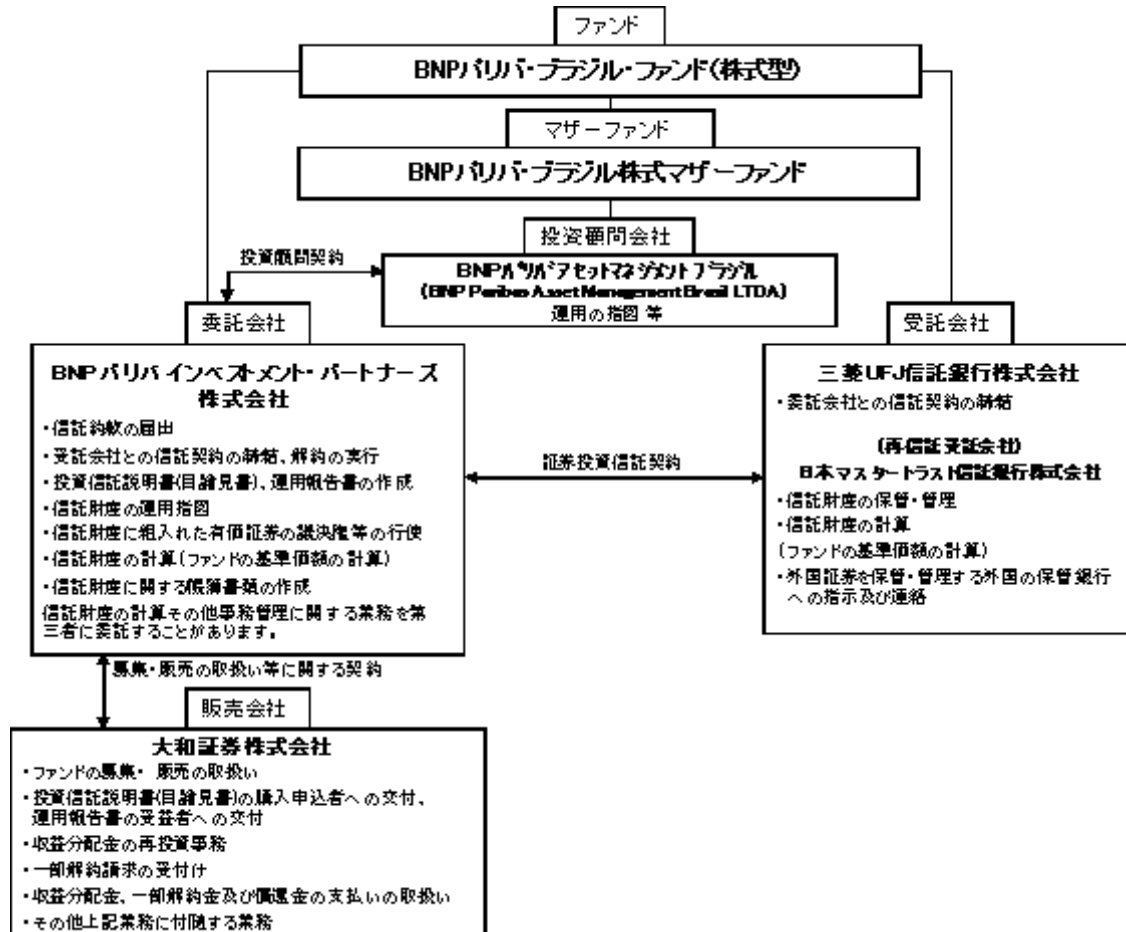 ファンド
BNPパリバ・ブラジル・ファンド(株式型)
マザーファンド
BNPパリバ・ブラジル株式マザーファンド
投資顧問会社
投資顧問契約
BNPパリバアセットマネジメントブラジル
(BNP Paribas Asset Management Brasil LTDA)
運用の指図 等
委託会社
受託会社
BNPパリバ インベストメント・パートナーズ
株式会社
・信託約款の届出
・受託会社との信託契約の締結、解約の実行
・投資信託説明書(目論見書)、運用報告書の作成
・信託財産の運用指図
・信託財産に組入れた有価証券の議決権等の行使
・信託財産の計算(ファンドの基準価額の計算)
・信託財産に関する帳簿書類の作成
信託財産の計算その他事務管理に関する業務を第
三者に委託することがあります。
証券投資信託契約
三菱UFJ信託銀行株式会社
・委託会社との信託契約の締結
(再信託受託会社)
日本マスタートラスト信託銀行株式会社
・信託財産の保管・管理
・信託財産の計算
(ファンドの基準価額の計算)
・外国証券を保管・管理する外国の保管銀行
への指示及び連絡
募集・販売の取扱い等に関する契約
販売会社
大和証券株式会社
・ファンドの募集・ 販売の取扱い
・投資信託説明書(目論見書)の購入申込者への交付、
運用報告書の受益者への交付
・収益分配金の再投資事務
・一部解約請求の受付け
・収益分配金、一部解約金及び償還金の支払いの取扱い
・その他上記業務に付随する業務